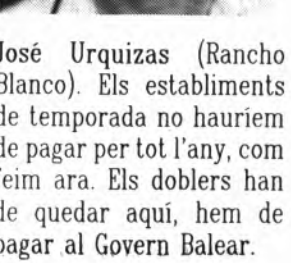 José Urquizas (Rancho
Blanco). Els establiments
de temporada no hauríem
de pagar per tot l'any, com
feim ara. Els doblers han
de quedar aquí, hem de
pagar al Govern Balear.